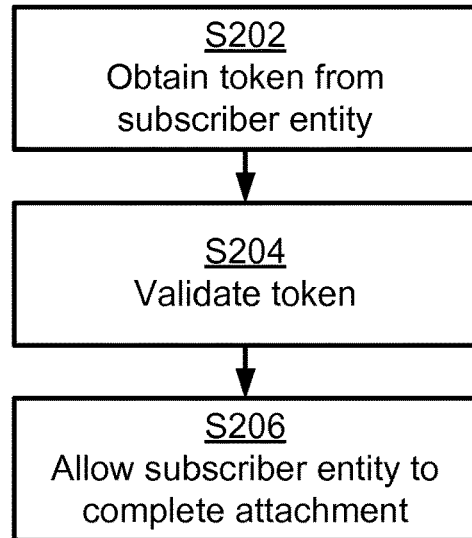 S202
Obtain token from
subscriber entity
S204
Validate token
S206
Allow subscriber entity to
complete attachment